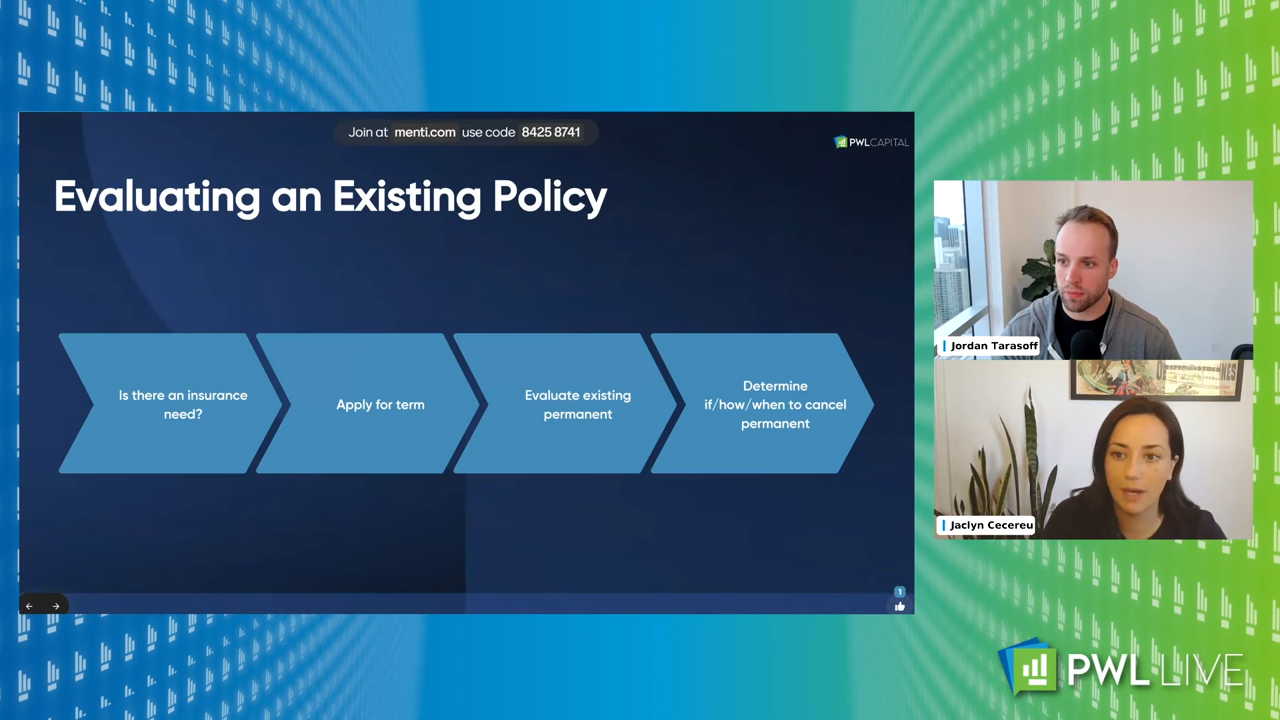 Join at menti.com use code 8425 8741
PWLCAPITAL
Evaluating an Existing Policy
Is there an insurance
need?
Apply for term
Evaluate existing
permanent
Determine
if/how/when to cancel
permanent
1
Jordan Tarasoff
Jaclyn Cecereu
PWL LIVE